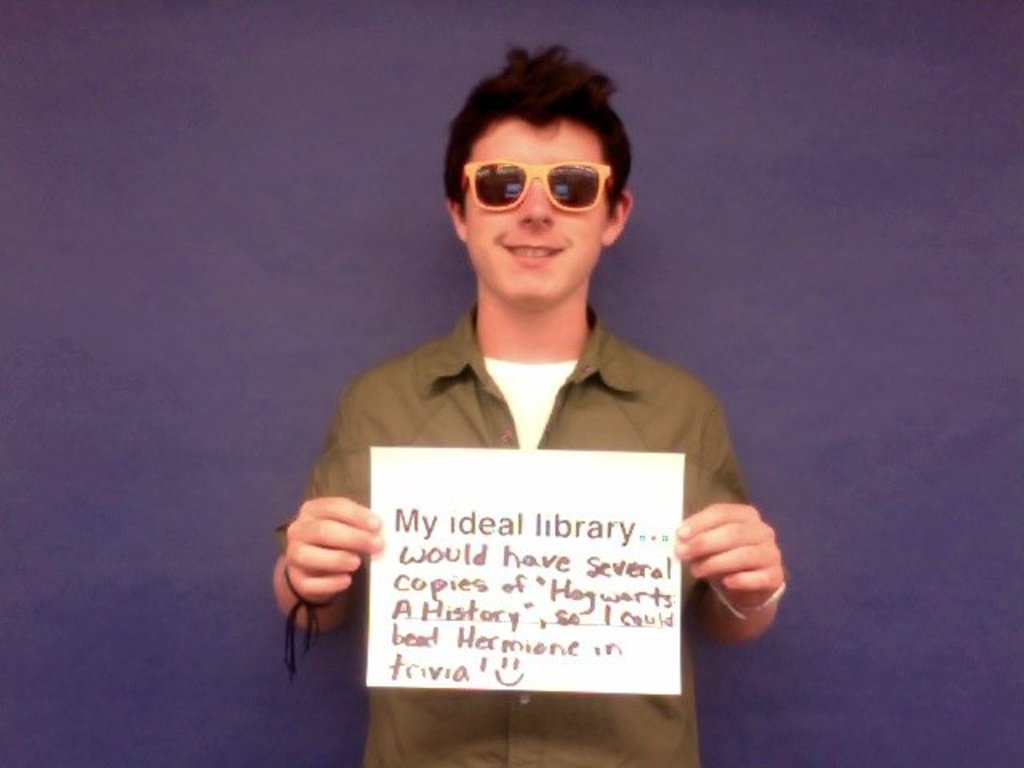 My ideal library...
would have several
copies of "Hogwarts
A History", so I could
beat Hermione in
trivia! :)